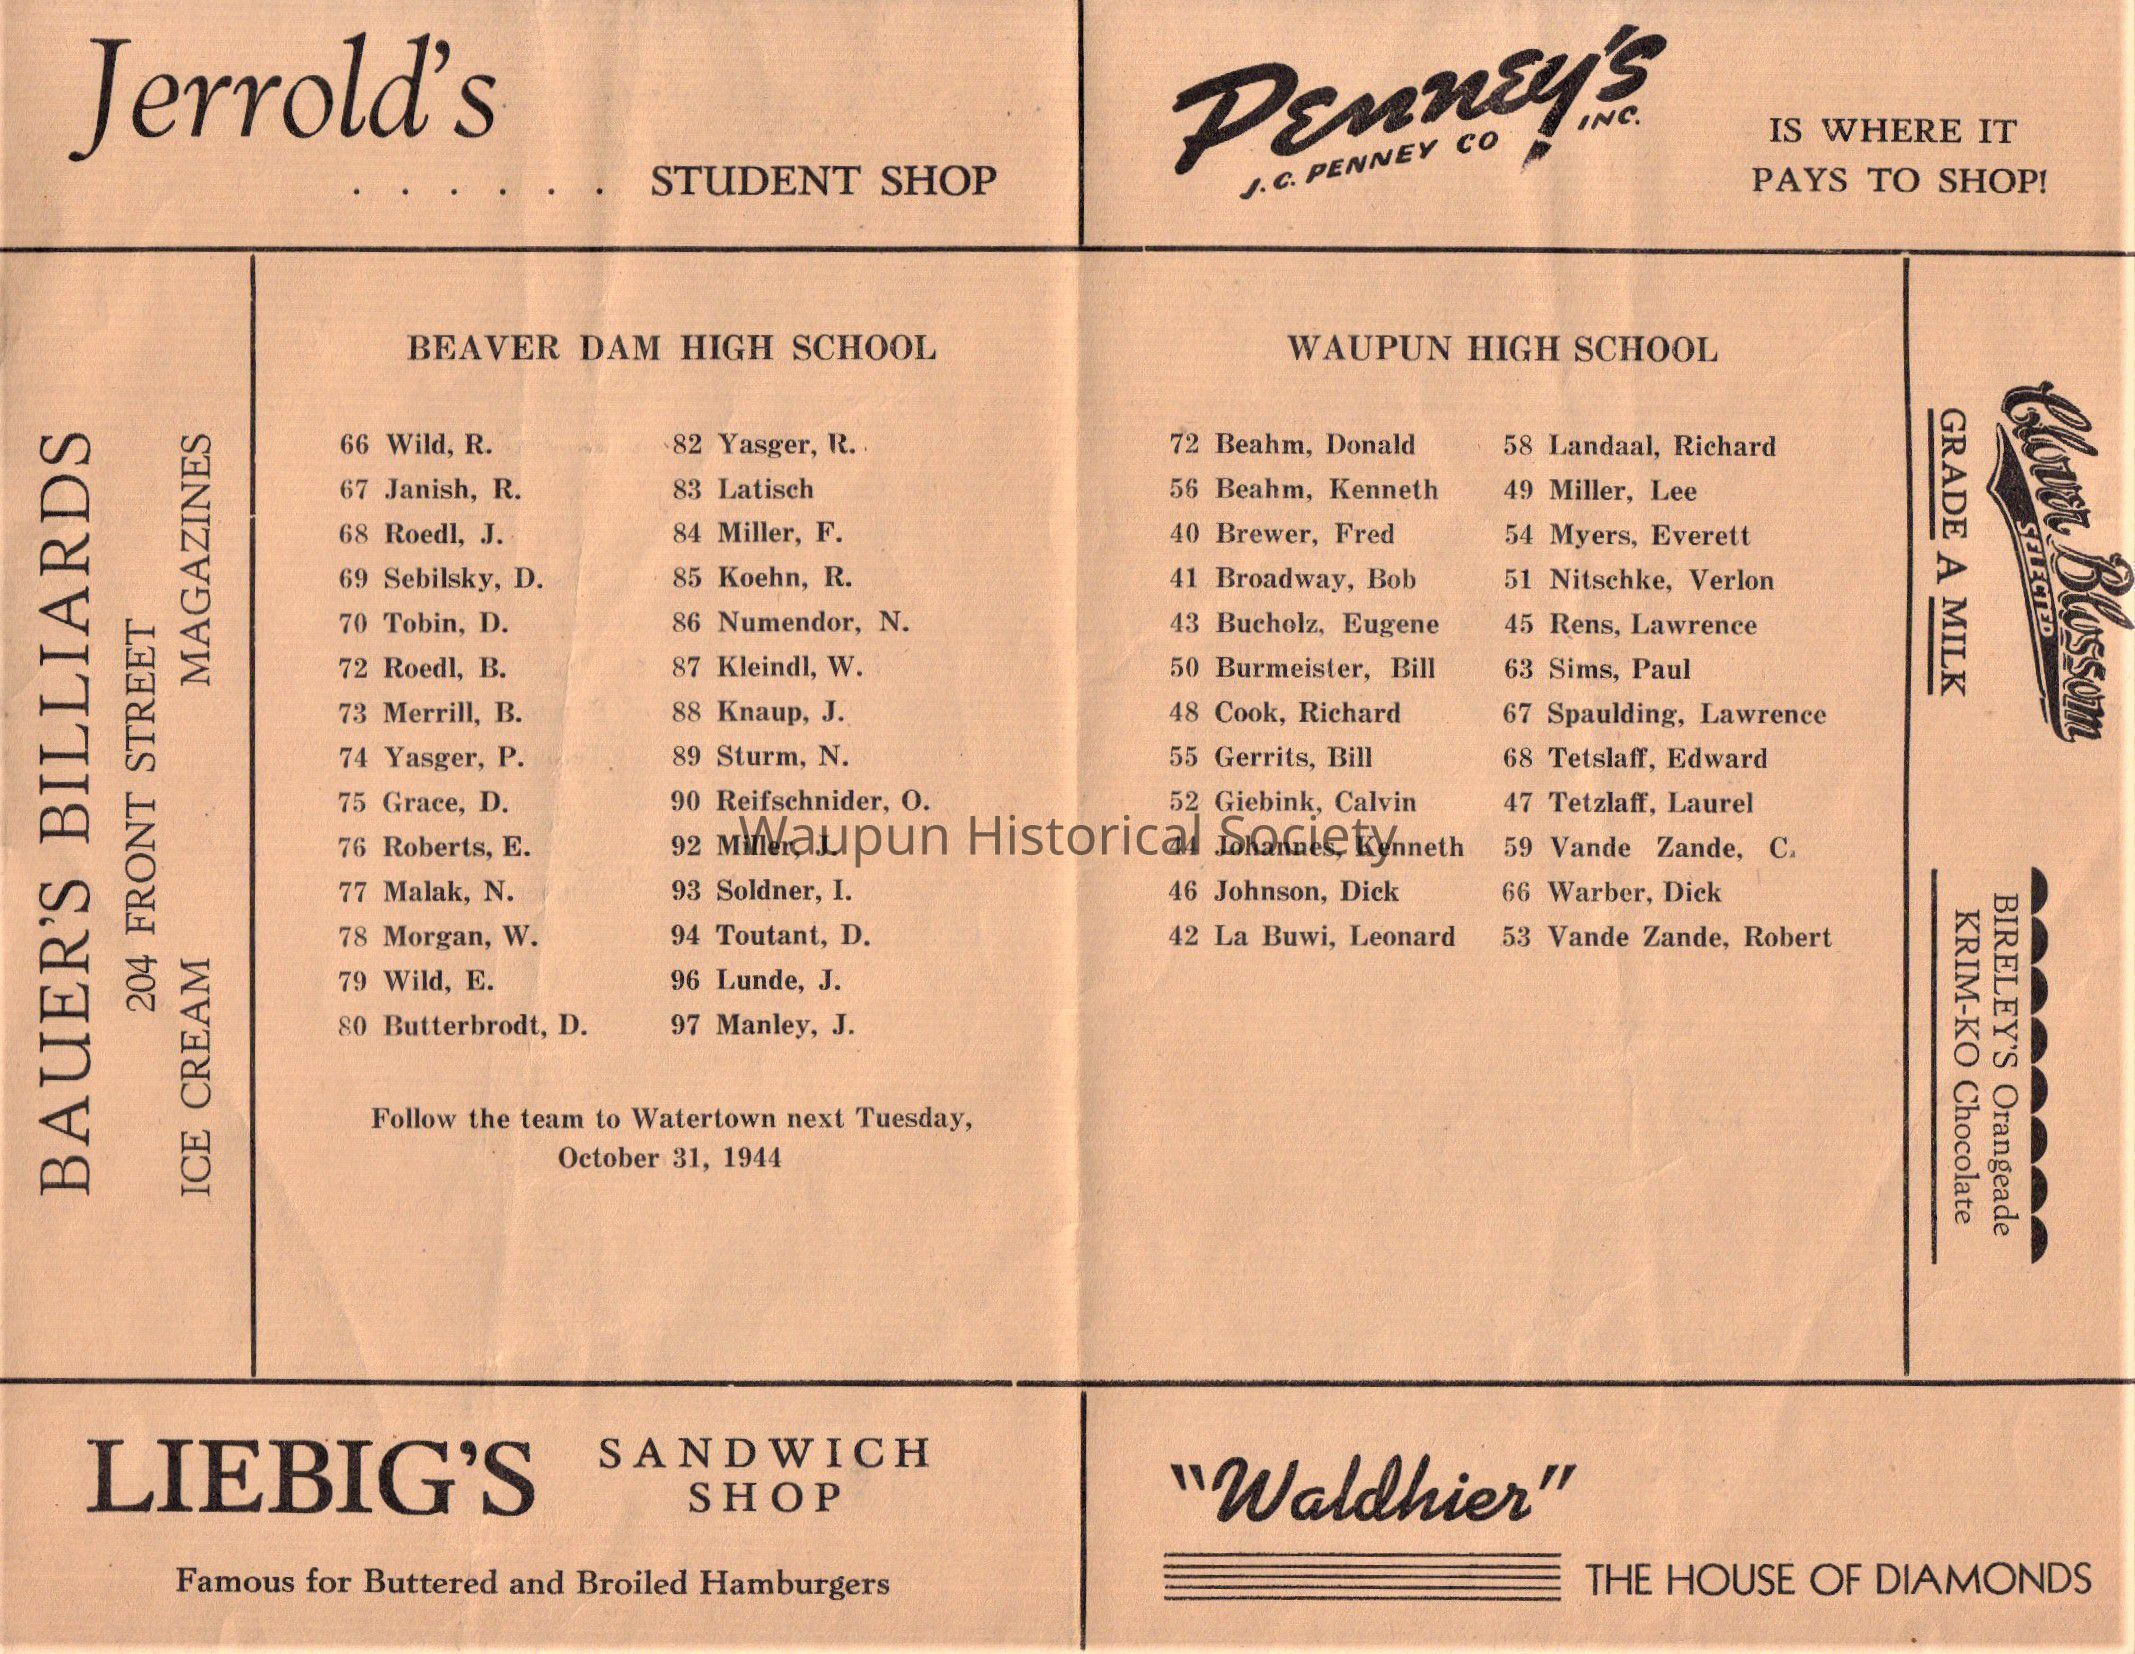 Jerrold's
. . . . . . STUDENT SHOP
Penney's
J. C. PENNEY CO INC.
IS WHERE IT
PAYS TO SHOP!
BAUER'S BILLIARDS
204 FRONT STREET
ICE CREAM MAGAZINES
BEAVER DAM HIGH SCHOOL
66 Wild, R.
67 Janish, R.
68 Roedl, J.
69 Sebilsky, D.
70 Tobin, D.
72 Roedl, B.
73 Merrill, B.
74 Yasger, P.
75 Grace, D.
76 Roberts, E.
77 Malak, N.
78 Morgan, W.
79 Wild, E.
80 Butterbrodt, D.
82 Yasger, R.
83 Latisch
84 Miller, F.
85 Koehn, R.
86 Numendor, N.
87 Kleindl, W.
88 Knaup, J.
89 Sturm, N.
90 Reifschnider, O.
92 Miller, J.
93 Soldner, I.
94 Toutant, D.
96 Lunde, J.
97 Manley, J.
Follow the team to Watertown next Tuesday,
October 31, 1944
WAUPUN HIGH SCHOOL
72 Beahm, Donald
56 Beahm, Kenneth
40 Brewer, Fred
41 Broadway, Bob
43 Bucholz, Eugene
50 Burmeister, Bill
48 Cook, Richard
55 Gerrits, Bill
52 Giebink, Calvin
44 Johannes, Kenneth
46 Johnson, Dick
42 La Buwi, Leonard
58 Landaal, Richard
49 Miller, Lee
54 Myers, Everett
51 Nitschke, Verlon
45 Rens, Lawrence
63 Sims, Paul
67 Spaulding, Lawrence
68 Tetslaff, Edward
47 Tetzlaff, Laurel
59 Vande Zande, C.
66 Warber, Dick
53 Vande Zande, Robert
Waupun Historical Society
Clover Blossom
SELECTED
GRADE A MILK
BIRELEY'S Orangeade
KRIM-KO Chocolate
LIEBIG'S SANDWICH
SHOP
Famous for Buttered and Broiled Hamburgers
"Waldhier"
THE HOUSE OF DIAMONDS